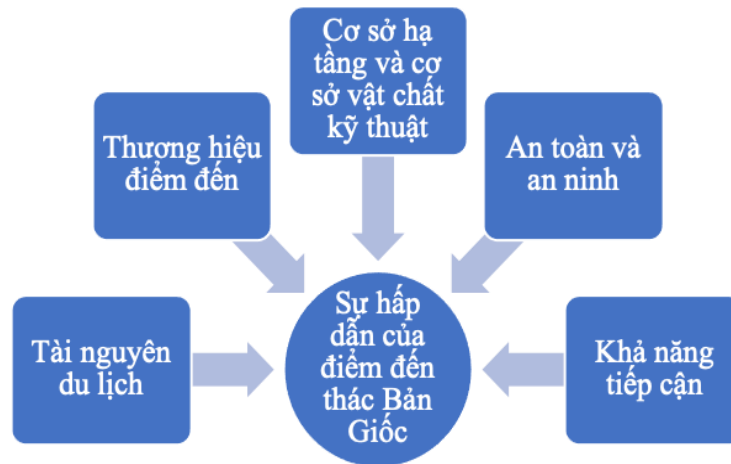 Cơ sở hạ
tầng và cơ
sở vật chất
kỹ thuật
Thương hiệu
điểm đến
An toàn và
an ninh
Tài nguyên
du lịch
Sự hấp
dẫn của
điểm đến
thác Bản
Giốc
Khả năng
tiếp cận